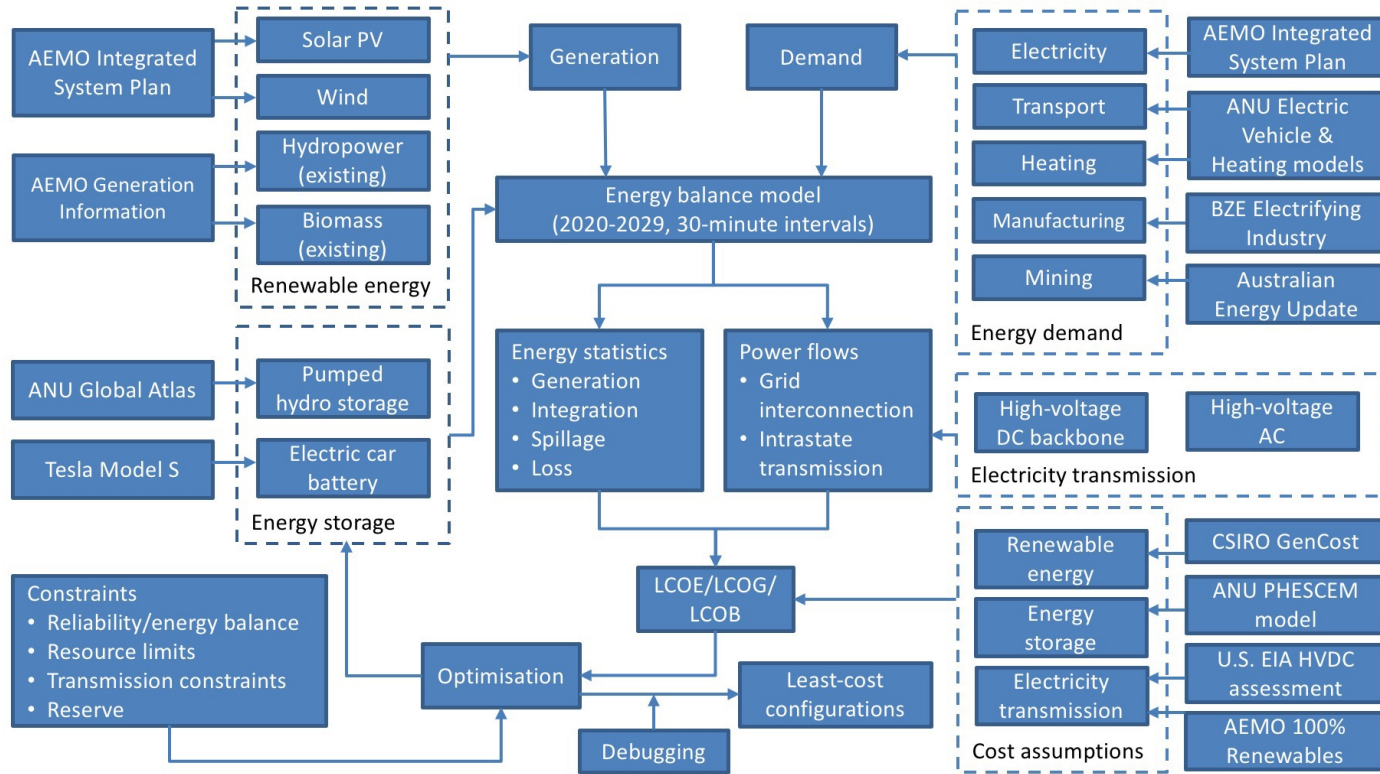 AEMO Integrated
System Plan
AEMO Generation
Information
Solar PV
Wind
Hydropower
(existing)
Biomass
(existing)
Renewable energy
Generation
Demand
Electricity
Transport
Heating
Manufacturing
Mining
Energy demand
AEMO Integrated
System Plan
ANU Electric
Vehicle &
Heating models
BZE Electrifying
Industry
Australian
Energy Update
Energy balance model
(2020-2029, 30-minute intervals)
ANU Global Atlas
Tesla Model S
Pumped
hydro storage
Electric car
battery
Energy storage
Energy statistics
• Generation
• Integration
• Spillage
• Loss
Power flows
• Grid
interconnection
• Intrastate
transmission
High-voltage
DC backbone
High-voltage
AC
Electricity transmission
LCOE/LCOG/
LCOB
Renewable
energy
Energy
storage
Electricity
transmission
Cost assumptions
CSIRO GenCost
ANU PHESCEM
model
U.S. EIA HVDC
assessment
AEMO 100%
Renewables
Constraints
• Reliability/energy balance
• Resource limits
• Transmission constraints
• Reserve
Optimisation
Least-cost
configurations
Debugging